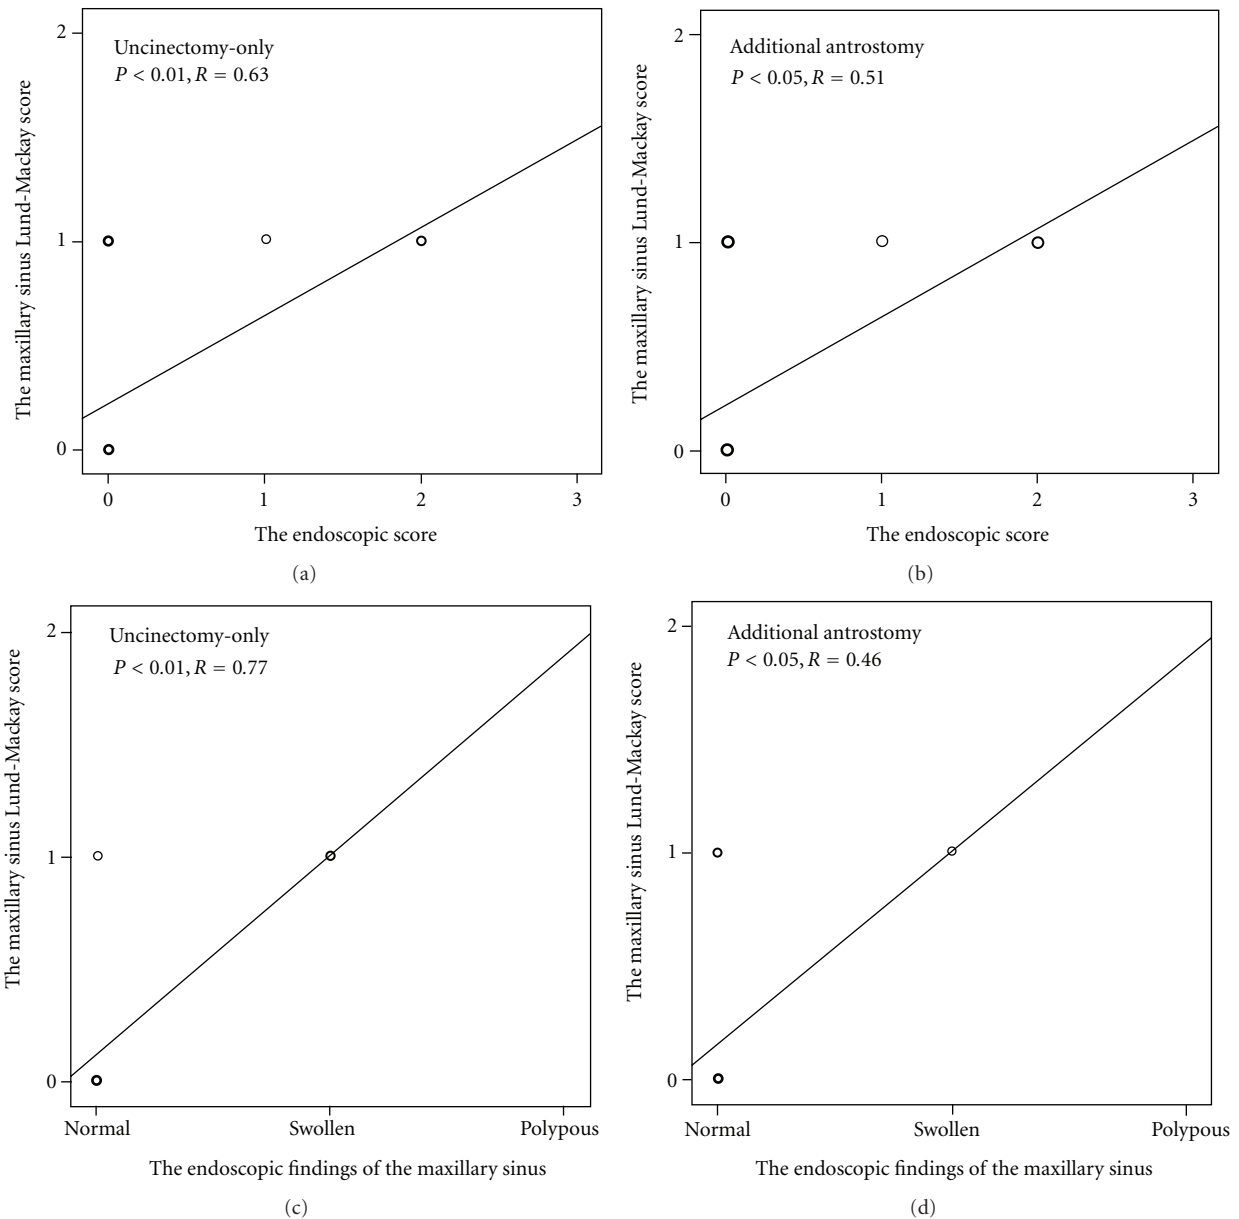 Uncinectomy-only
P < 0.01, R = 0.63
The maxillary sinus Lund-Mackay score
2
1
0
0 1 2 3
The endoscopic score
(a)
Additional antrostomy
P < 0.05, R = 0.51
The maxillary sinus Lund-Mackay score
2
1
0
0 1 2 3
The endoscopic score
(b)
Uncinectomy-only
P < 0.01, R = 0.77
The maxillary sinus Lund-Mackay score
2
1
0
Normal Swollen Polypous
The endoscopic findings of the maxillary sinus
(c)
Additional antrostomy
P < 0.05, R = 0.46
The maxillary sinus Lund-Mackay score
2
1
0
Normal Swollen Polypous
The endoscopic findings of the maxillary sinus
(d)